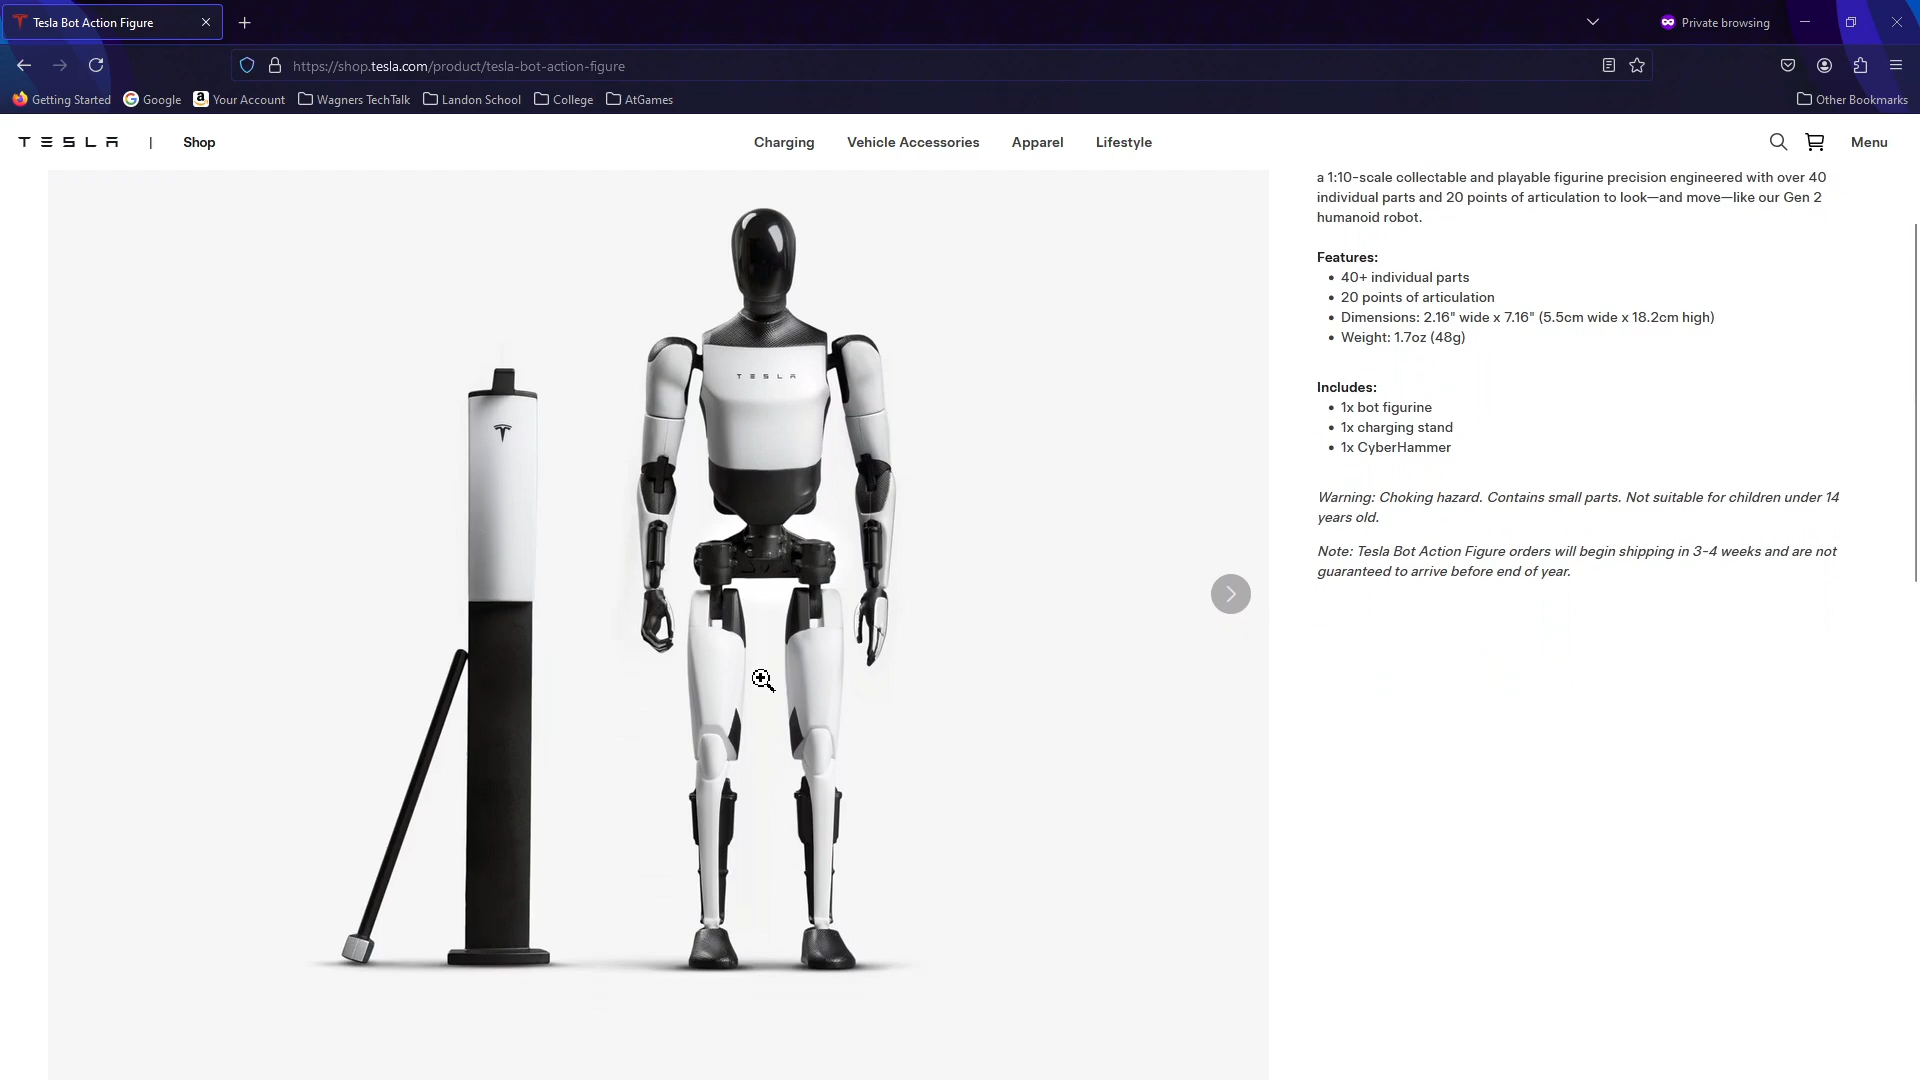 Tesla Bot Action Figure
Private browsing
https://shop.tesla.com/product/tesla-bot-action-figure
Getting Started
Google
Your Account
Wagners TechTalk
Landon School
College
AtGames
Other Bookmarks
TESLA | Shop
Charging
Vehicle Accessories
Apparel
Lifestyle
Menu
TESLA
a 1:10-scale collectable and playable figurine precision engineered with over 40
individual parts and 20 points of articulation to look—and move—like our Gen 2
humanoid robot.
Features:
• 40+ individual parts
• 20 points of articulation
• Dimensions: 2.16" wide x 7.16" (5.5cm wide x 18.2cm high)
• Weight: 1.7oz (48g)
Includes:
• 1x bot figurine
• 1x charging stand
• 1x CyberHammer
Warning: Choking hazard. Contains small parts. Not suitable for children under 14
years old.
Note: Tesla Bot Action Figure orders will begin shipping in 3-4 weeks and are not
guaranteed to arrive before end of year.